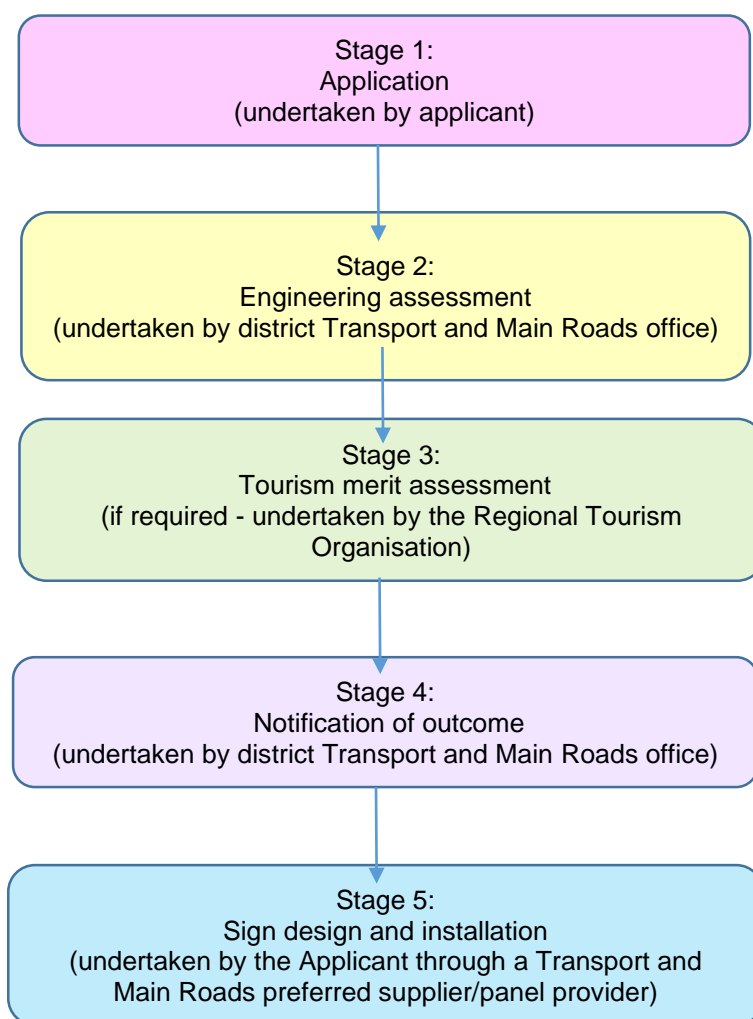 Stage 1:
Application
(undertaken by applicant)
Stage 2:
Engineering assessment
(undertaken by district Transport and Main Roads office)
Stage 3:
Tourism merit assessment
(if required - undertaken by the Regional Tourism
Organisation)
Stage 4:
Notification of outcome
(undertaken by district Transport and Main Roads office)
Stage 5:
Sign design and installation
(undertaken by the Applicant through a Transport and
Main Roads preferred supplier/panel provider)